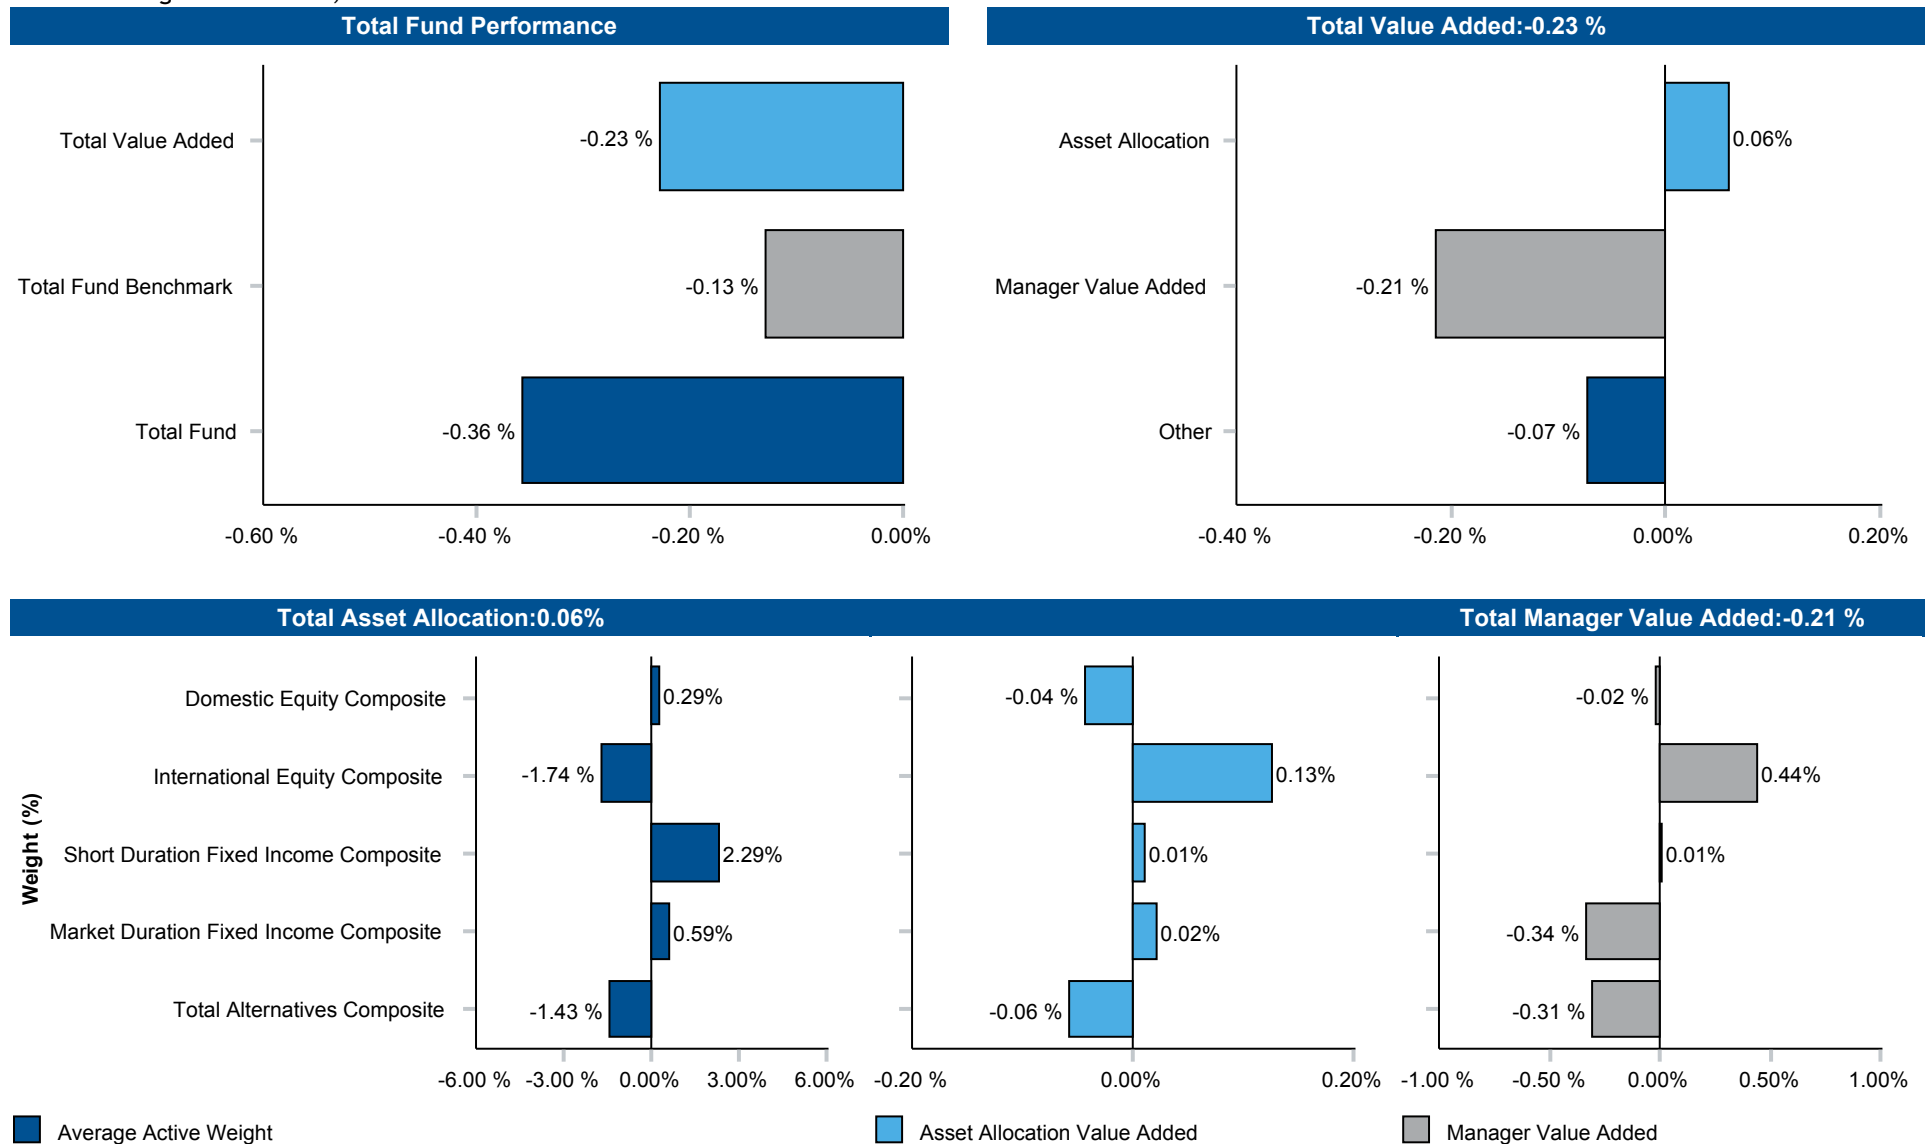 Total Fund Performance
Total Value Added:-0.23 %
Total Value Added
-0.23 %
Total Fund Benchmark
-0.13 %
Total Fund
-0.36 %
-0.60 % -0.40 % -0.20 % 0.00%
Asset Allocation
0.06%
Manager Value Added
-0.21 %
Other
-0.07 %
-0.40 % -0.20 % 0.00% 0.20%
Total Asset Allocation:0.06%
Total Manager Value Added:-0.21 %
Weight (%)
Domestic Equity Composite 0.29% -0.04 % -0.02 %
International Equity Composite -1.74 % 0.13% 0.44%
Short Duration Fixed Income Composite 2.29% 0.01% 0.01%
Market Duration Fixed Income Composite 0.59% 0.02% -0.34 %
Total Alternatives Composite -1.43 % -0.06 % -0.31 %
-6.00 % -3.00 % 0.00% 3.00% 6.00% -0.20 % 0.00% 0.20% -1.00 % -0.50 % 0.00% 0.50% 1.00%
Average Active Weight
Asset Allocation Value Added
Manager Value Added